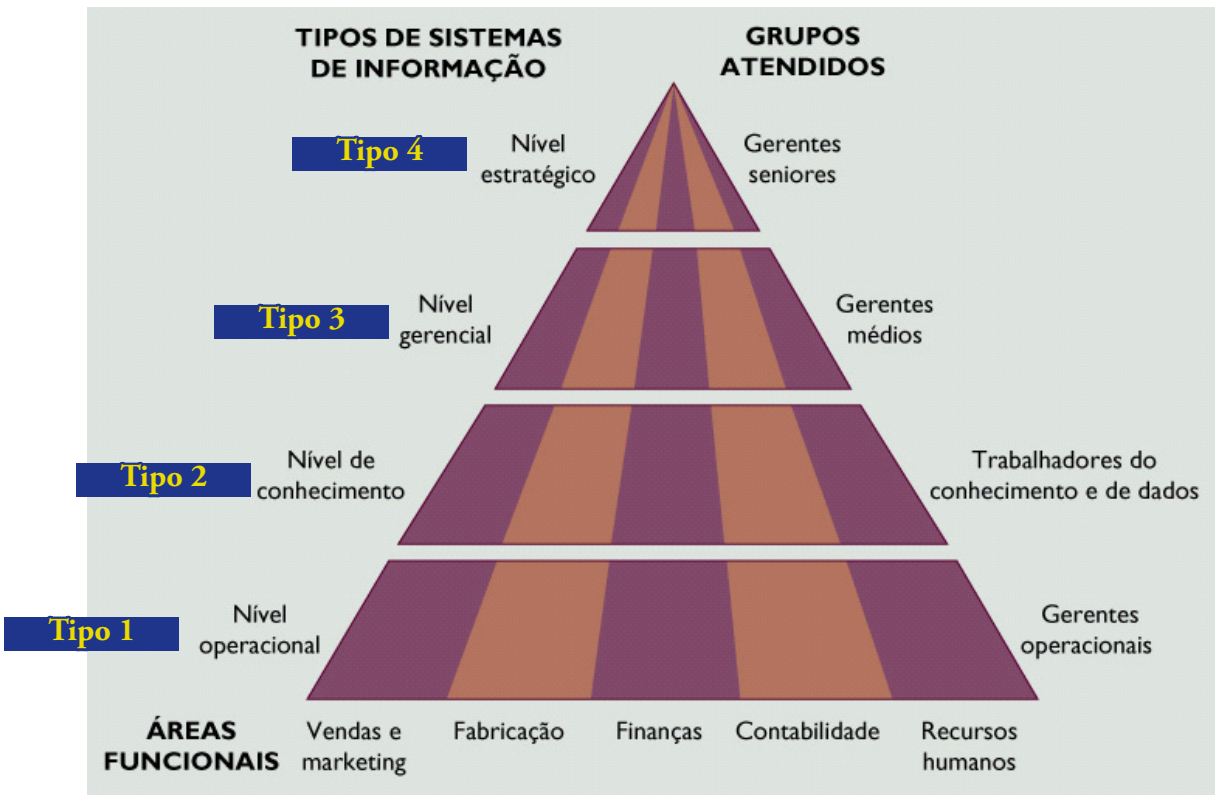 TIPOS DE SISTEMAS
DE INFORMAÇÃO
GRUPOS
ATENDIDOS
Tipo 4
Nível
estratégico
Gerentes
seniores
Tipo 3
Nível
gerencial
Gerentes
médios
Tipo 2
Nível de
conhecimento
Trabalhadores do
conhecimento e de dados
Tipo 1
Nível
operacional
Gerentes
operacionais
ÁREAS
FUNCIONAIS
Vendas e
marketing
Fabricação
Finanças
Contabilidade
Recursos
humanos